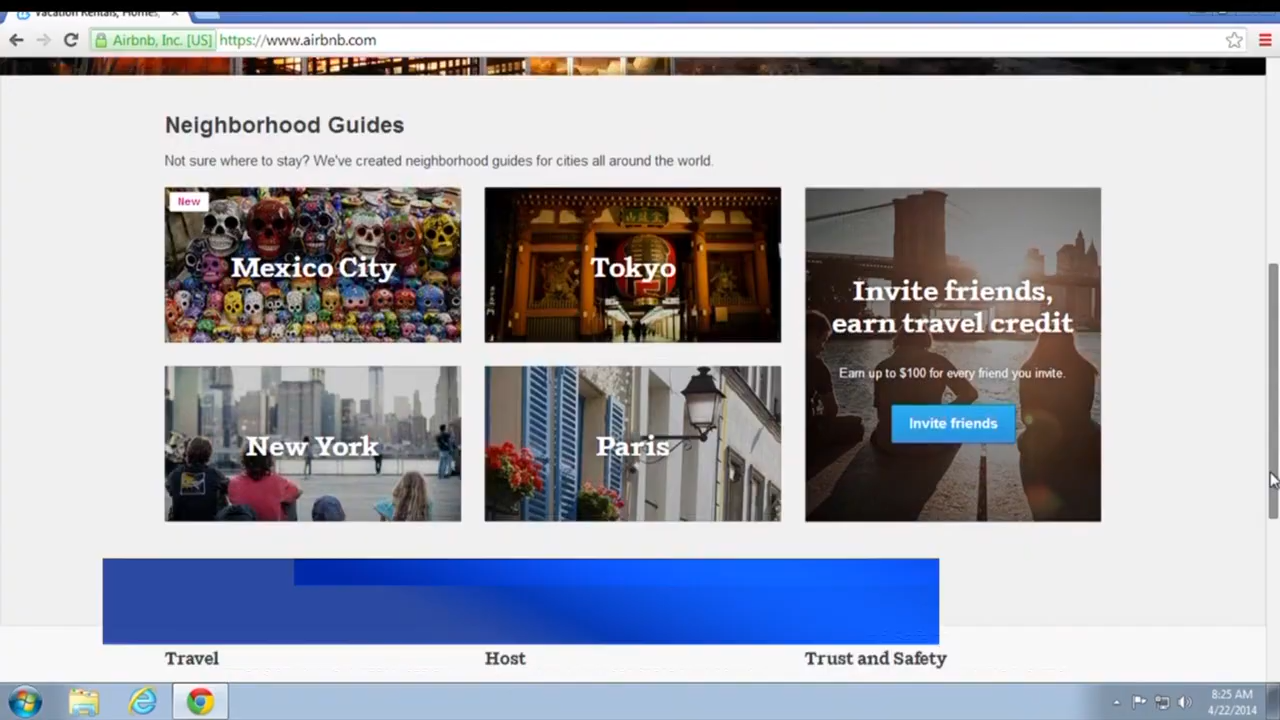 Vacation Rentals, Homes,
Airbnb, Inc. [US] https://www.airbnb.com
Neighborhood Guides
Not sure where to stay? We've created neighborhood guides for cities all around the world.
New
Mexico City
Tokyo
Invite friends,
earn travel credit
Earn up to $100 for every friend you invite.
Invite friends
New York
Paris
Travel
Host
Trust and Safety
8:25 AM
4/22/2014